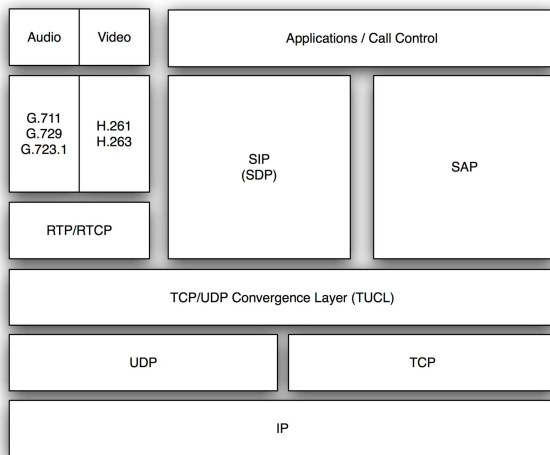 Audio
Video
Applications / Call Control
G.711
G.729
G.723.1
H.261
H.263
SIP
(SDP)
SAP
RTP/RTCP
TCP/UDP Convergence Layer (TUCL)
UDP
TCP
IP